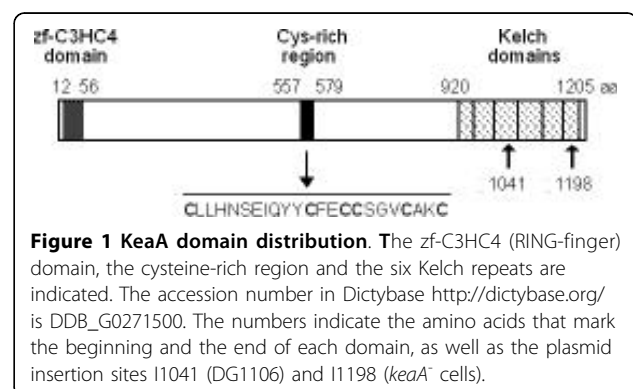 zf-C3HC4 domain
Cys-rich region
Kelch domains
12 56
557 579
920
1205 aa
1041
1198
CLLHNSEIQYYCFECCSGVCAKC
Figure 1 KeaA domain distribution. The zf-C3HC4 (RING-finger)
domain, the cysteine-rich region and the six Kelch repeats are
indicated. The accession number in Dictybase http://dictybase.org/
is DDB_G0271500. The numbers indicate the amino acids that mark
the beginning and the end of each domain, as well as the plasmid
insertion sites I1041 (DG1106) and I1198 (keaA⁻ cells).